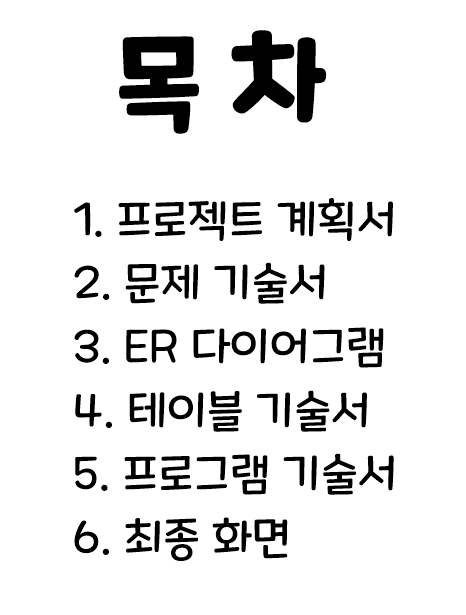 목 차
1. 프로젝트 계획서
2. 문제 기술서
3. ER 다이어그램
4. 테이블 기술서
5. 프로그램 기술서
6. 최종 화면